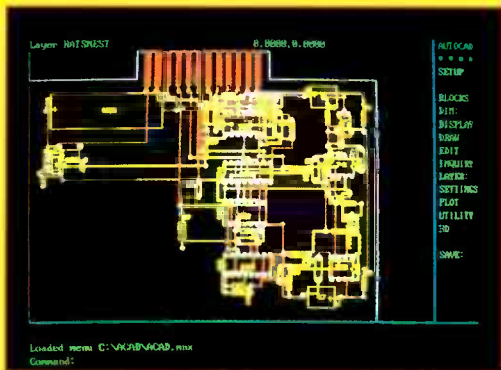 Layer RATSNEST 0.0000,0.0000
AUTOCAD
* * * *
SETUP
BLOCKS
DIM:
DISPLAY
DRAW
EDIT
INQUIRY
LAYER:
SETTINGS
PLOT
UTILITY
3D
SAVE:
Loaded menu C:\ACAD\ACAD.mnx
Command: